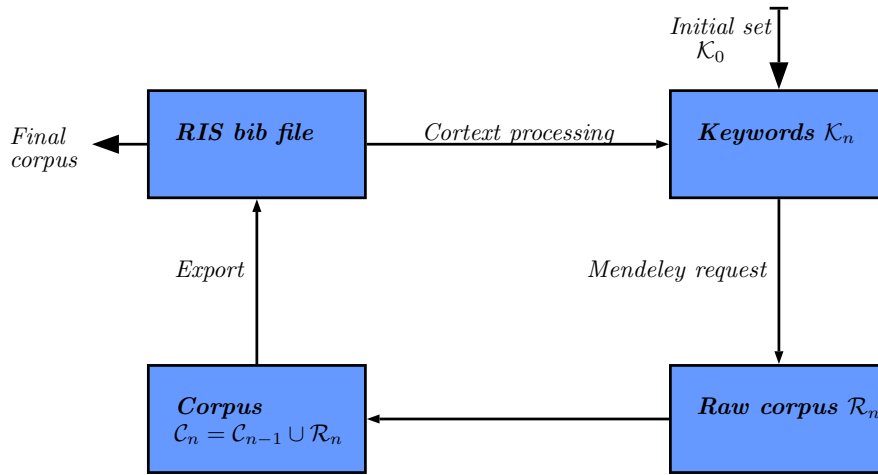 Initial set
𝒦₀
RIS bib file
Keywords 𝒦ₙ
Final
corpus
Cortext processing
Export
Mendeley request
Corpus
𝒞ₙ = 𝒞ₙ₋₁ ∪ ℛₙ
Raw corpus ℛₙ